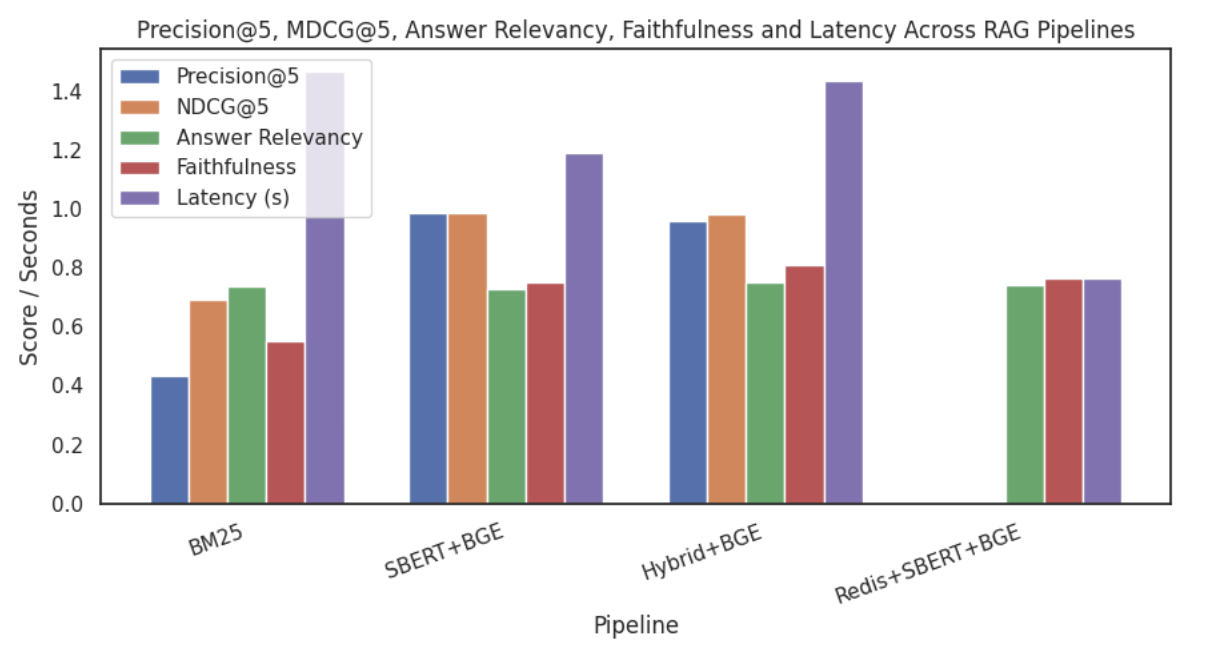 Precision@5, MDCG@5, Answer Relevancy, Faithfulness and Latency Across RAG Pipelines
Precision@5
NDCG@5
Answer Relevancy
Faithfulness
Latency (s)
Score / Seconds
1.4
1.2
1.0
0.8
0.6
0.4
0.2
0.0
BM25
SBERT+BGE
Hybrid+BGE
Redis+SBERT+BGE
Pipeline